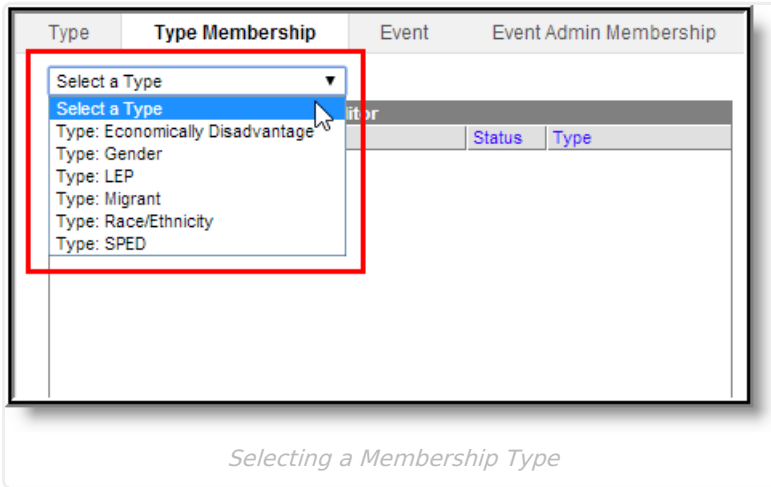 Type Type Membership Event Event Admin Membership
Select a Type
Select a Type
itor
Type: Economically Disadvantage
Status Type
Type: Gender
Type: LEP
Type: Migrant
Type: Race/Ethnicity
Type: SPED
Selecting a Membership Type